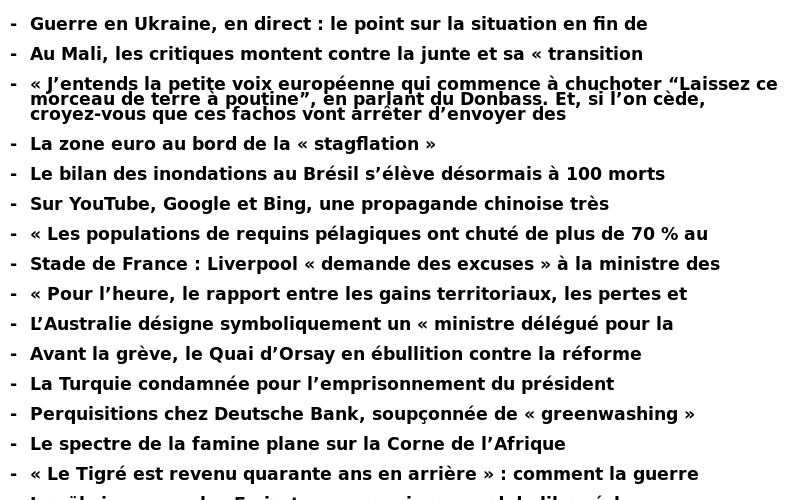 - Guerre en Ukraine, en direct : le point sur la situation en fin de
- Au Mali, les critiques montent contre la junte et sa « transition
- « J’entends la petite voix européenne qui commence à chuchoter “Laissez ce
morceau de terre à poutine”, en parlant du Donbass. Et, si l’on cède,
croyez-vous que ces fachos vont arrêter d’envoyer des
- La zone euro au bord de la « stagflation »
- Le bilan des inondations au Brésil s’élève désormais à 100 morts
- Sur YouTube, Google et Bing, une propagande chinoise très
- « Les populations de requins pélagiques ont chuté de plus de 70 % au
- Stade de France : Liverpool « demande des excuses » à la ministre des
- « Pour l’heure, le rapport entre les gains territoriaux, les pertes et
- L’Australie désigne symboliquement un « ministre délégué pour la
- Avant la grève, le Quai d’Orsay en ébullition contre la réforme
- La Turquie condamnée pour l’emprisonnement du président
- Perquisitions chez Deutsche Bank, soupçonnée de « greenwashing »
- Le spectre de la famine plane sur la Corne de l’Afrique
- « Le Tigré est revenu quarante ans en arrière » : comment la guerre